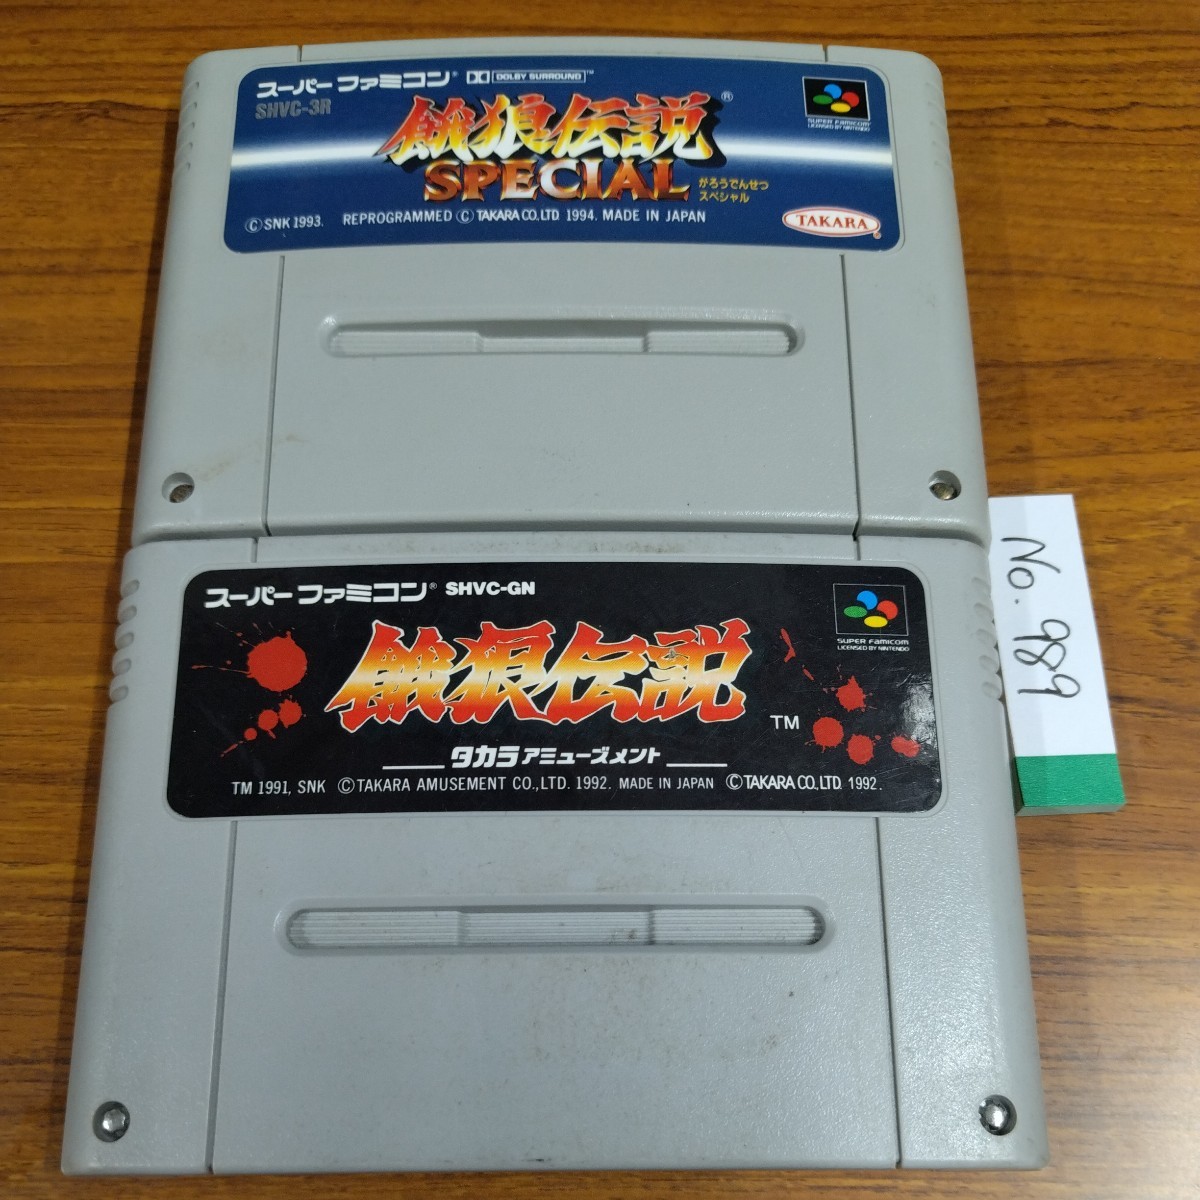 スーパーファミコン® DOLBY SURROUND™
SHVC-3R
餓狼伝説®
SPECIAL
がろうでんせつ
スペシャル
SUPER FAMICOM
LICENSED BY NINTENDO
©SNK 1993. REPROGRAMMED © TAKARA CO.LTD 1994. MADE IN JAPAN
TAKARA®
スーパーファミコン® SHVC-GN
SUPER FAMICOM
LICENSED BY NINTENDO
餓狼伝説
TM
タカラアミューズメント
TM 1991, SNK ©TAKARA AMUSEMENT CO.,LTD. 1992. MADE IN JAPAN ©TAKARA CO.,LTD. 1992.
No. 989